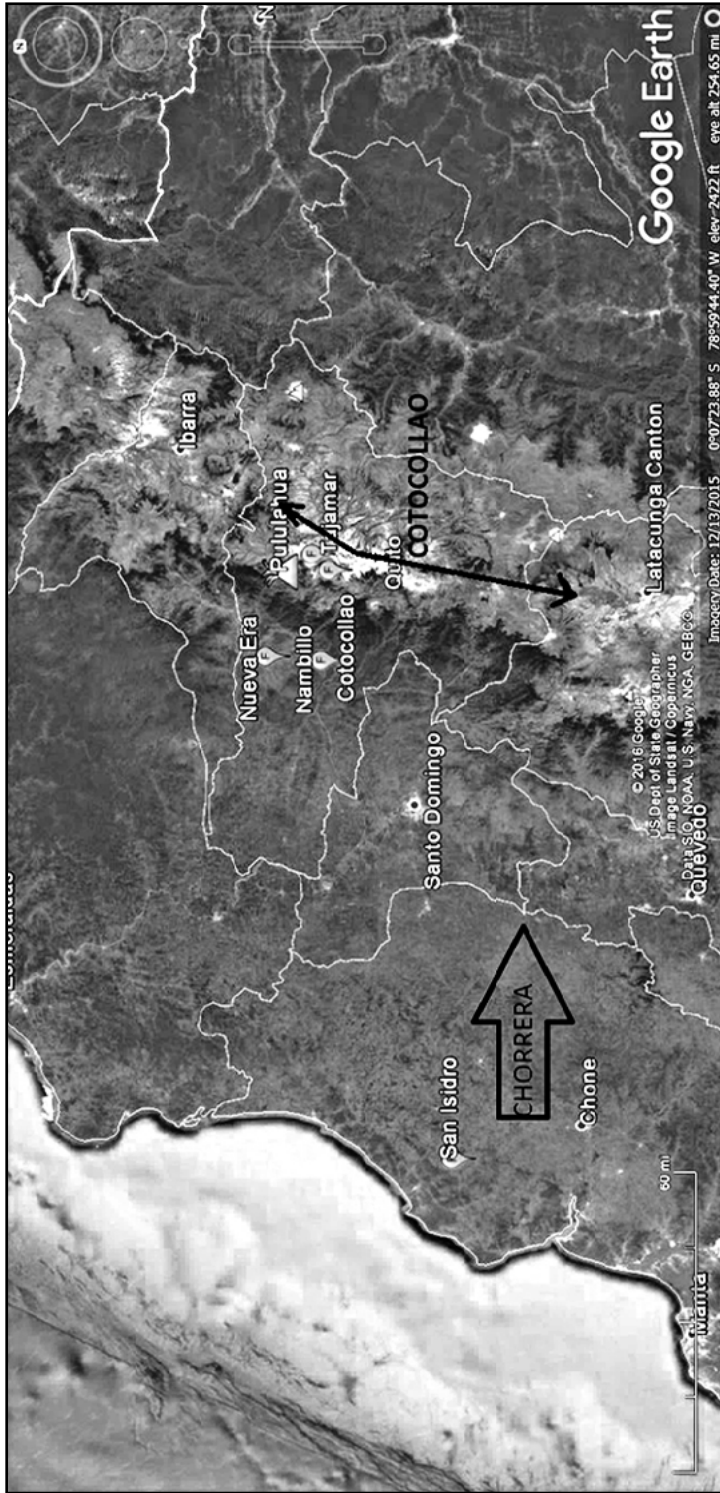 N
Ibarra
Nueva Era
Pululahua
Nambillo
Tujamar
Cotocollao
Quito
COTOCOLLAO
Santo Domingo
San Isidro
CHORRERA
Chone
© 2016 Google
US Dept of State Geographer
Image Landsat / Copernicus
Data SIO, NOAA, U.S. Navy, NGA, GEBCO
Latacunga Canton
Google Earth
60 mi
Manta
Quevedo
Imagery Date: 12/13/2015 0°07'23.88" S 78°59'44.40" W elev 2422 ft eye alt 254.65 mi